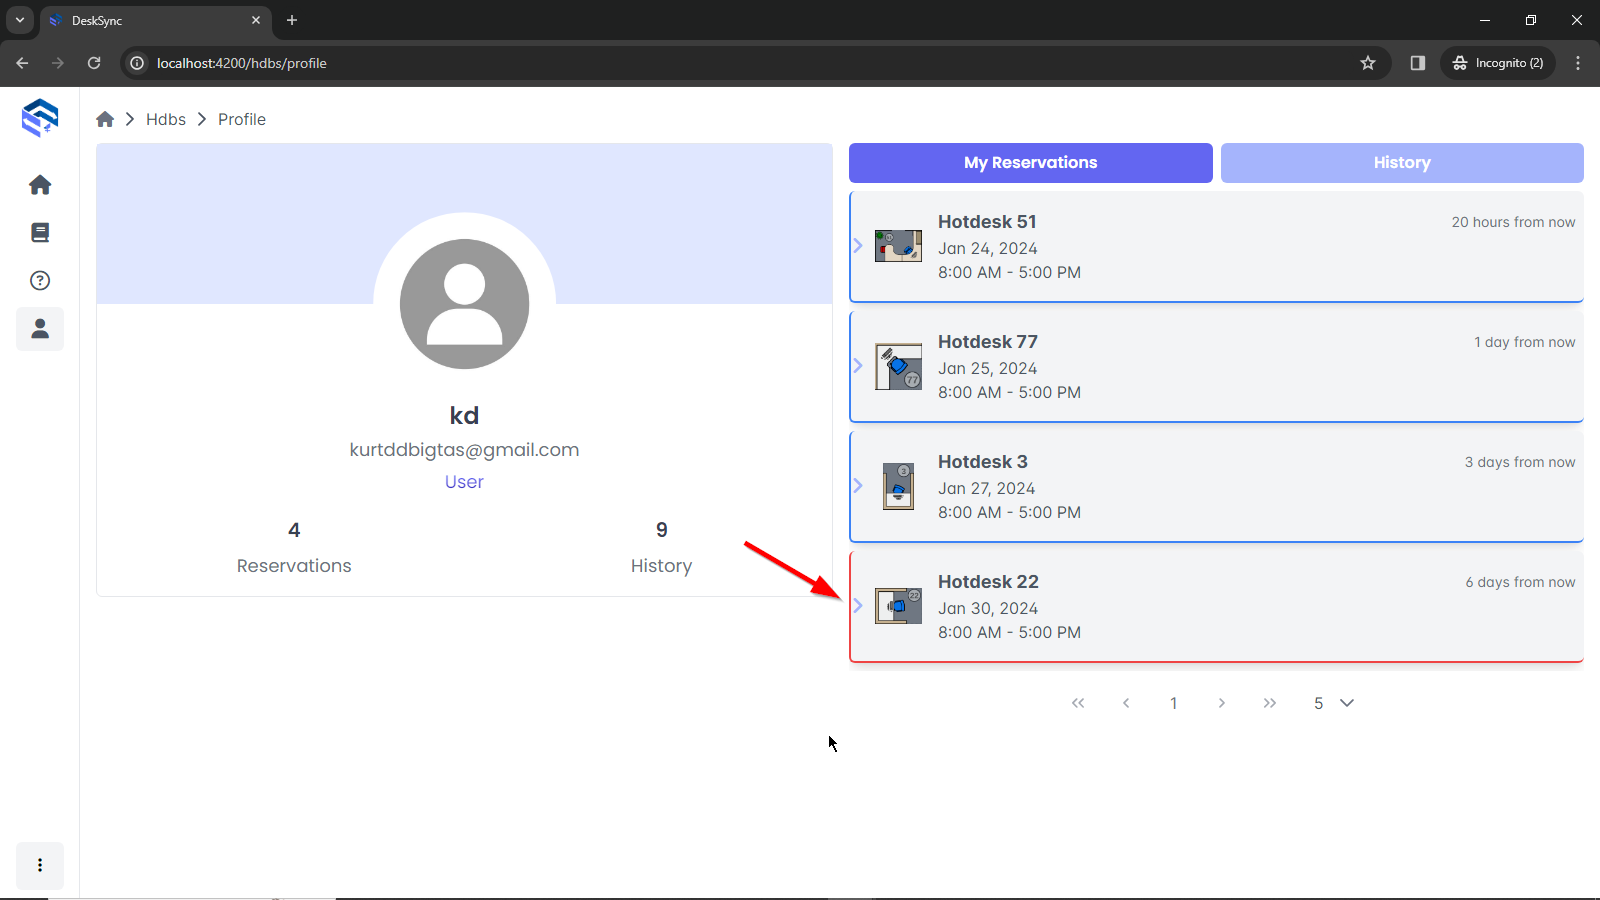 DeskSync
localhost:4200/hdbs/profile
Incognito (2)
Hdbs
Profile
kd
kurtddbigtas@gmail.com
User
4
Reservations
9
History
My Reservations
History
Hotdesk 51
20 hours from now
Jan 24, 2024
8:00 AM - 5:00 PM
Hotdesk 77
1 day from now
Jan 25, 2024
8:00 AM - 5:00 PM
77
Hotdesk 3
3 days from now
Jan 27, 2024
8:00 AM - 5:00 PM
3
Hotdesk 22
6 days from now
Jan 30, 2024
8:00 AM - 5:00 PM
22
1
5